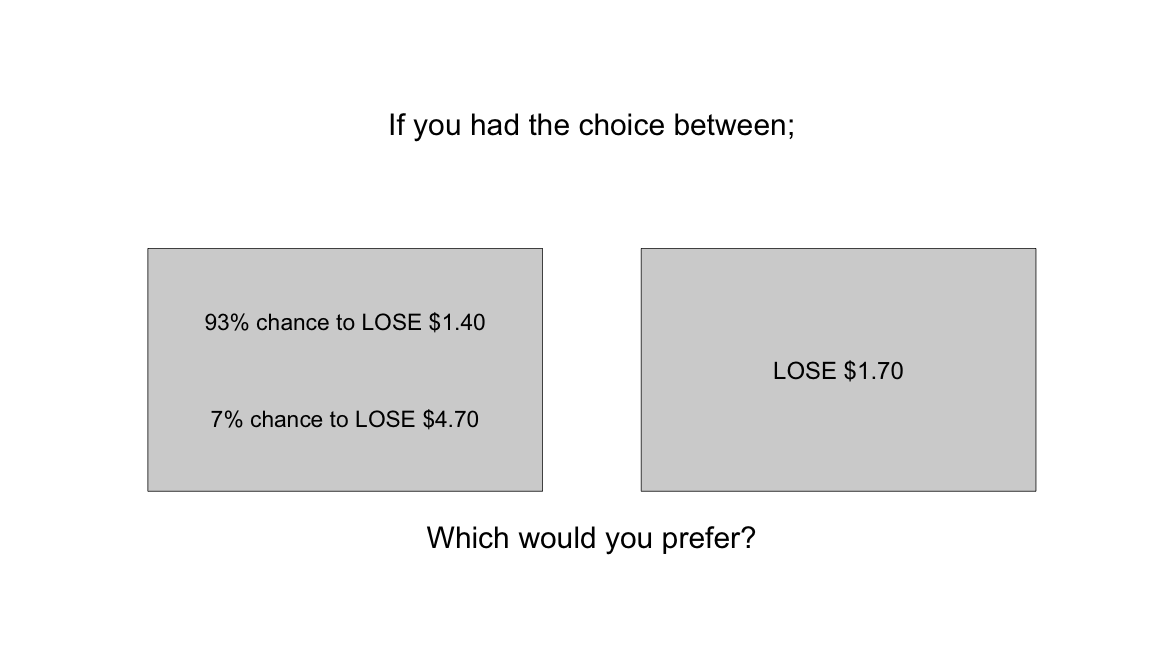 If you had the choice between;
93% chance to LOSE $1.40
7% chance to LOSE $4.70
LOSE $1.70
Which would you prefer?